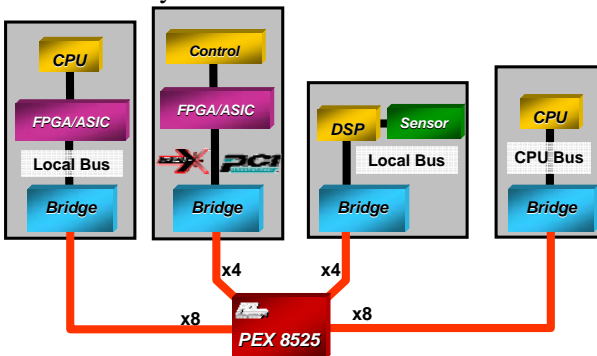 CPU
FPGA/ASIC
Local Bus
Bridge
Control
FPGA/ASIC
PCI
Bridge
DSP
Sensor
Local Bus
Bridge
CPU
CPU Bus
Bridge
x4
x4
x8
x8
PEX 8525